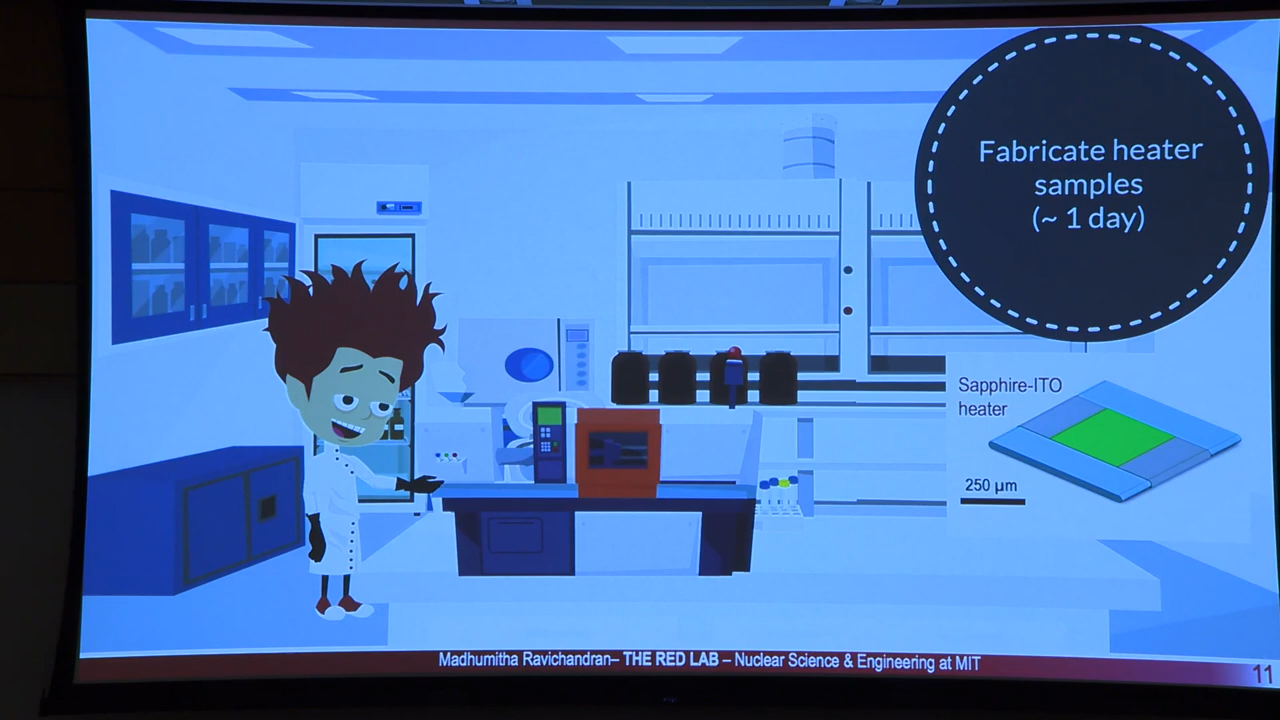 Fabricate heater
samples
(~ 1 day)
Sapphire-ITO
heater
250 µm
Madhumitha Ravichandran– THE RED LAB – Nuclear Science & Engineering at MIT
11